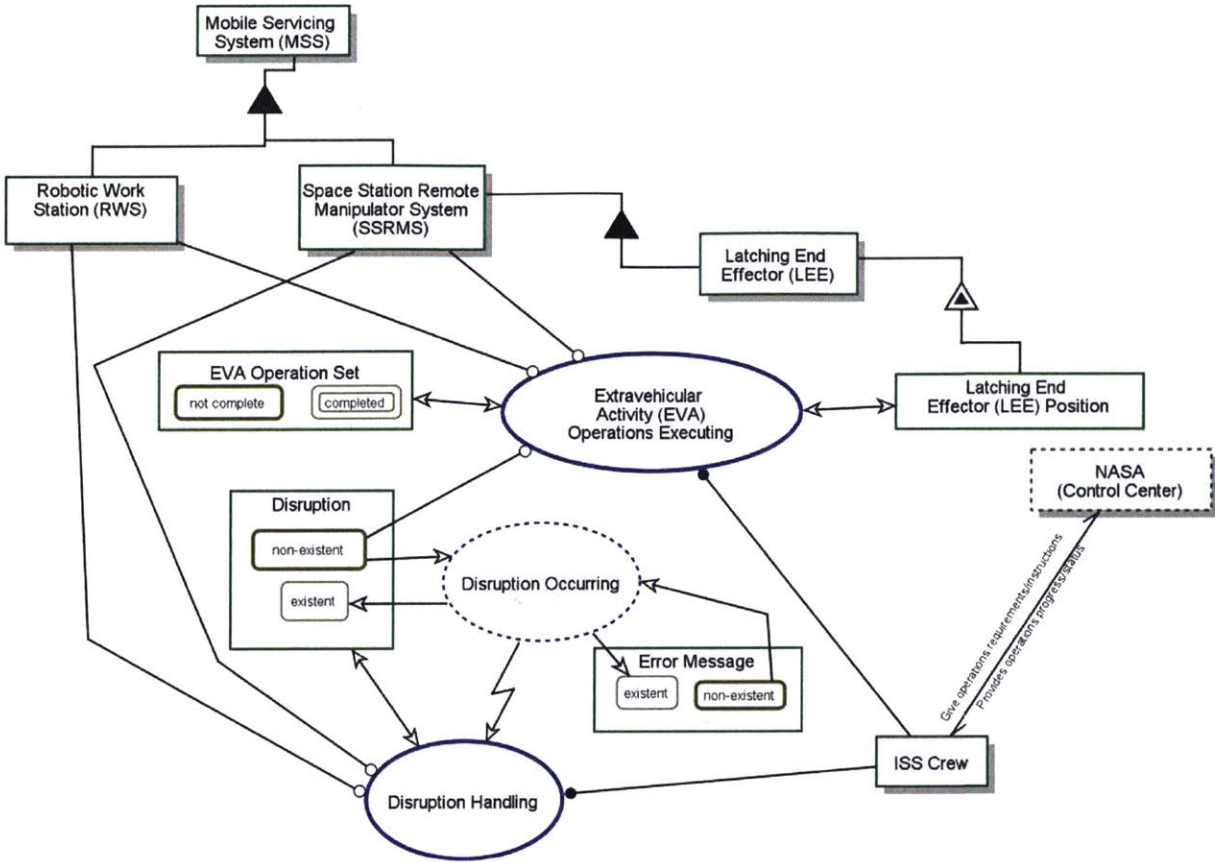 Mobile Servicing
System (MSS)
Robotic Work
Station (RWS)
Space Station Remote
Manipulator System
(SSRMS)
Latching End
Effector (LEE)
EVA Operation Set
not complete
completed
Extravehicular
Activity (EVA)
Operations Executing
Latching End
Effector (LEE) Position
NASA
(Control Center)
Disruption
non-existent
existent
Disruption Occurring
Error Message
existent
non-existent
Give operations requirements/instructions
Provides operations progress/status
ISS Crew
Disruption Handling